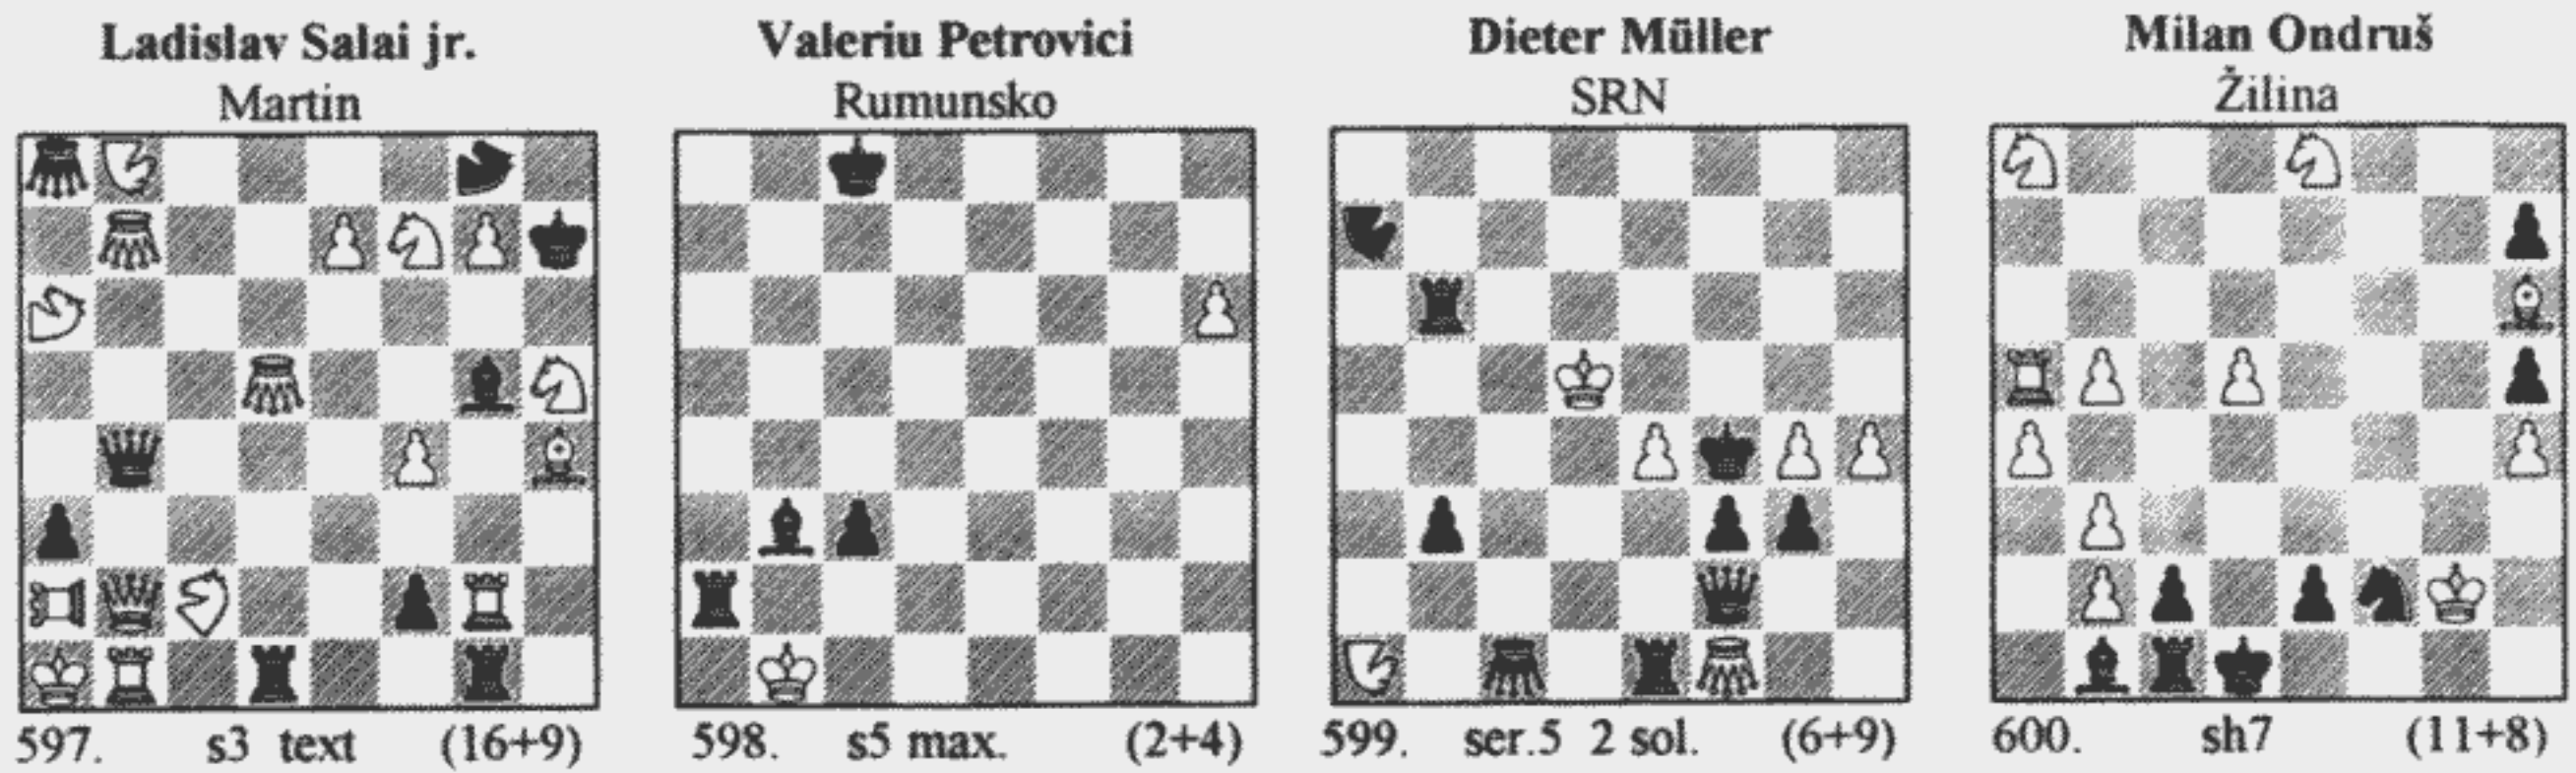 Ladislav Salai jr.
Martin
597. s3 text (16+9)
Valeriu Petrovici
Rumunsko
598. s5 max. (2+4)
Dieter Müller
SRN
599. ser.5 2 sol. (6+9)
Milan Ondruš
Žilina
600. sh7 (11+8)